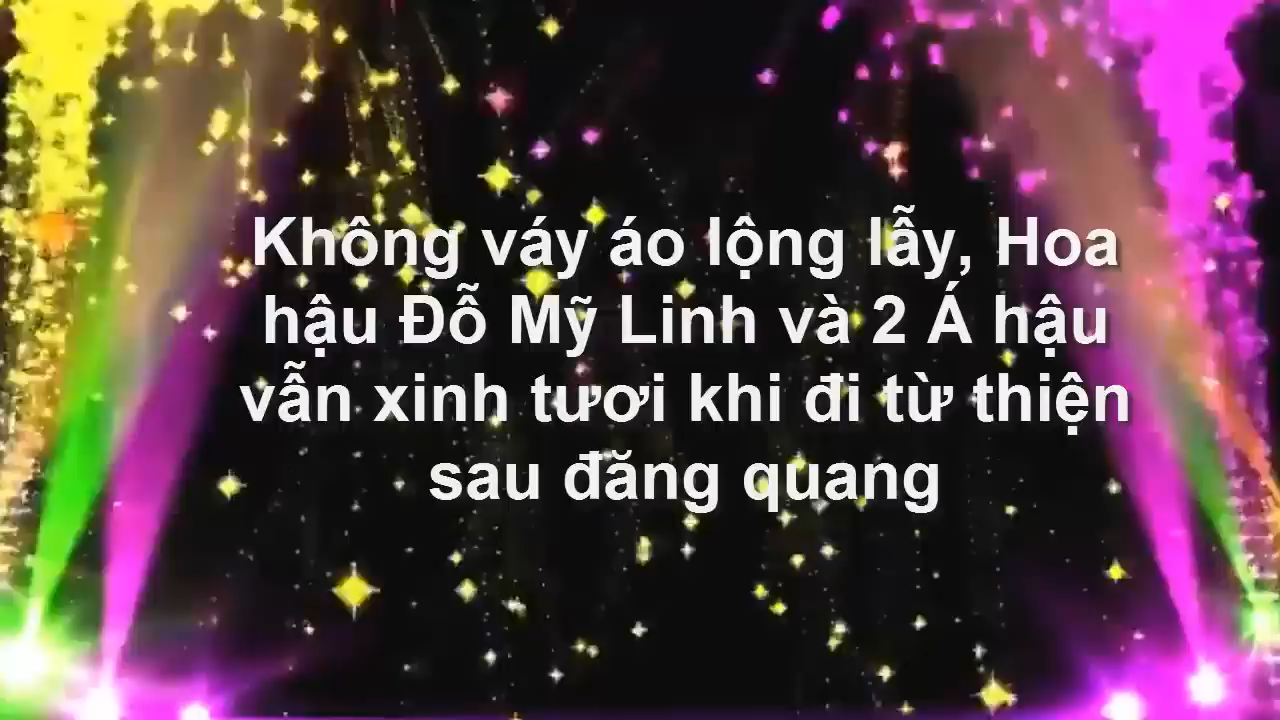 Không váy áo lộng lẫy, Hoa
hậu Đỗ Mỹ Linh và 2 Á hậu
vẫn xinh tươi khi đi từ thiện
sau đăng quang